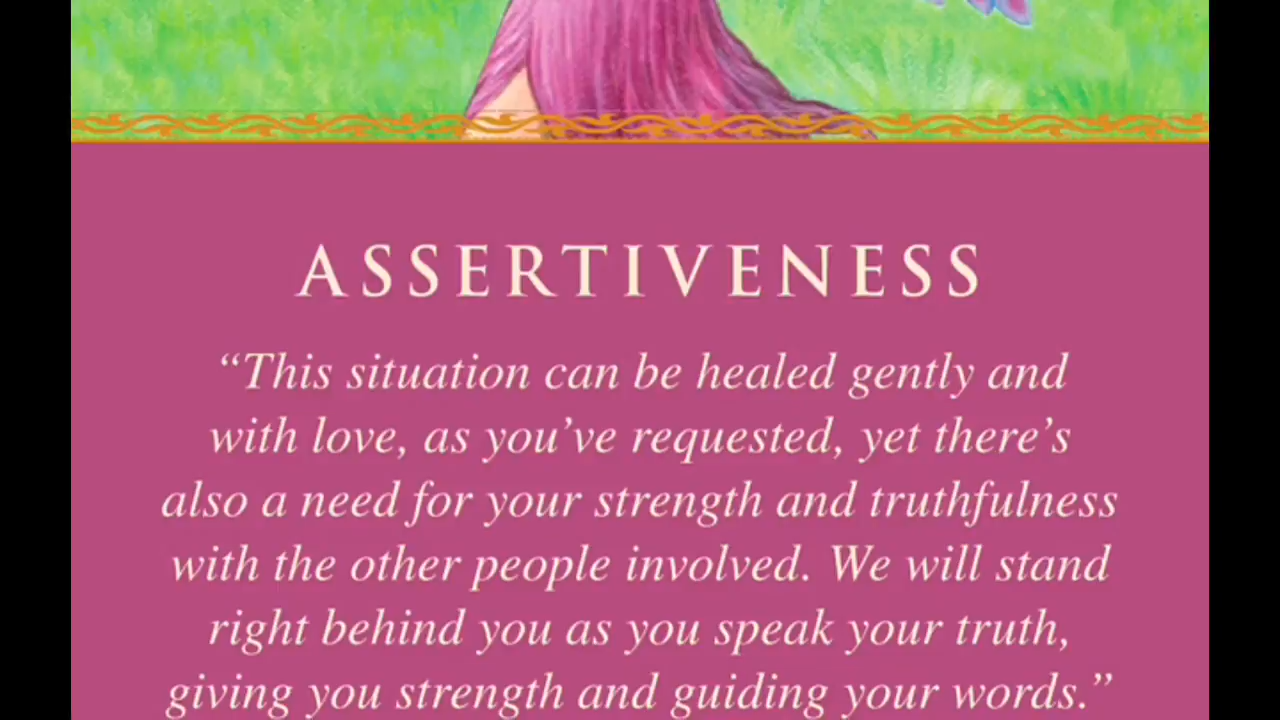 ASSERTIVENESS
“This situation can be healed gently and
with love, as you’ve requested, yet there’s
also a need for your strength and truthfulness
with the other people involved. We will stand
right behind you as you speak your truth,
giving you strength and guiding your words.”